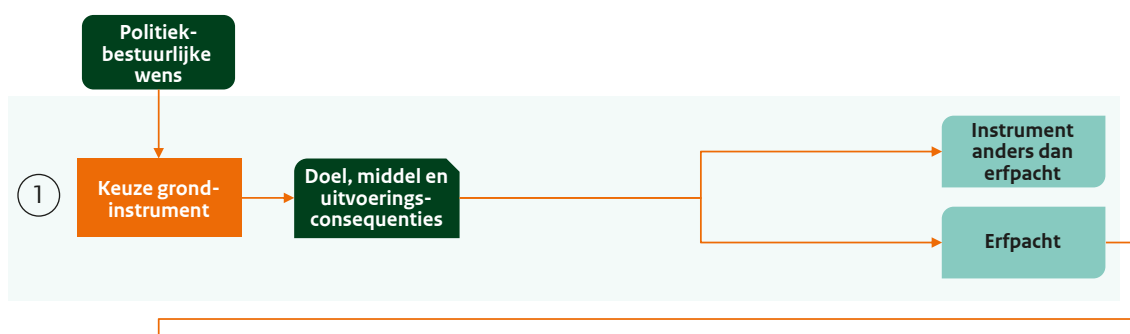 Politiek-
bestuurlijke
wens
1
Keuze grond-
instrument
Doel, middel en
uitvoerings-
consequenties
Instrument
anders dan
erfpacht
Erfpacht